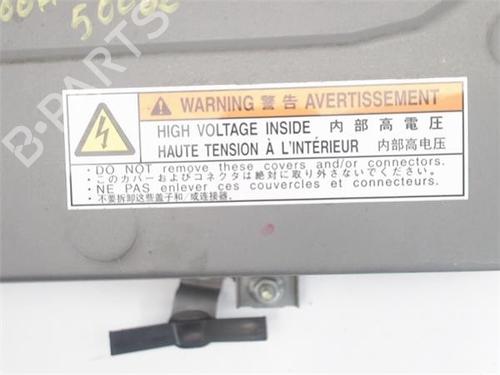 5000
B-PARTS
WARNING 警告 AVERTISSEMENT
HIGH VOLTAGE INSIDE 内部高電圧
HAUTE TENSION À L'INTÉRIEUR 内部高电压
・DO NOT remove these covers and/or connectors.
・このカバーおよびコネクタは絶対に取り外さないでください。
・NE PAS enlever ces couvercles et connecteurs.
・不要拆卸这些盖子和/或连接器。